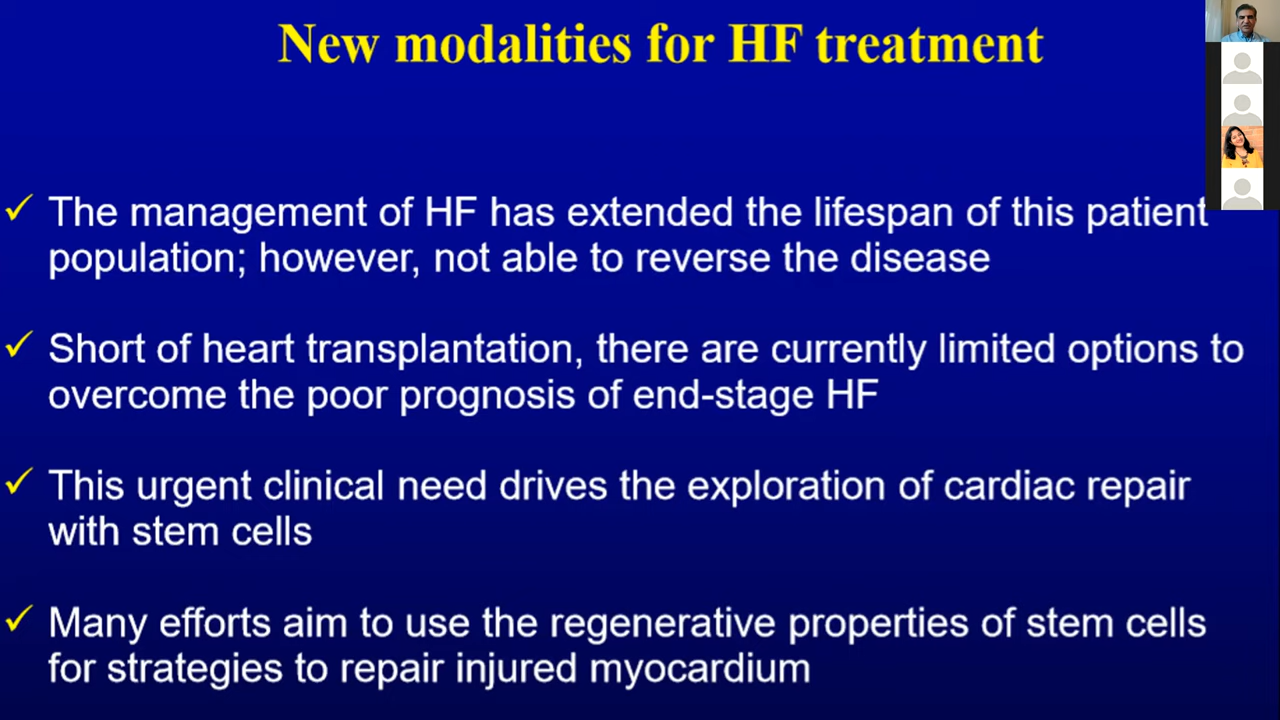 New modalities for HF treatment
✓ The management of HF has extended the lifespan of this patient
population; however, not able to reverse the disease
✓ Short of heart transplantation, there are currently limited options to
overcome the poor prognosis of end-stage HF
✓ This urgent clinical need drives the exploration of cardiac repair
with stem cells
✓ Many efforts aim to use the regenerative properties of stem cells
for strategies to repair injured myocardium